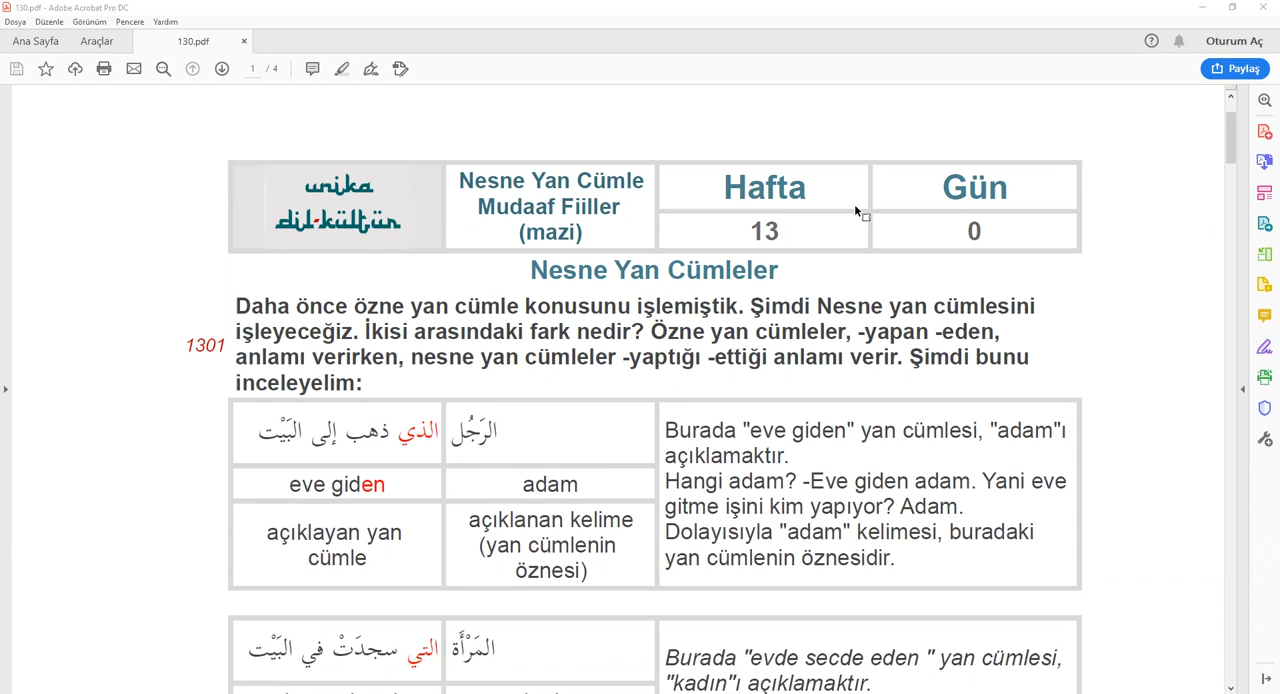 130.pdf - Adobe Acrobat Pro DC
Dosya Düzenle Görünüm Pencere Yardım
Ana Sayfa Araçlar 130.pdf × Oturum Aç
1 / 4 Paylaş
unika
dil-kültür
Nesne Yan Cümle
Mudaaf Fiiller
(mazi)
Hafta
Gün
13
0
Nesne Yan Cümleler
1301
Daha önce özne yan cümle konusunu işlemiştik. Şimdi Nesne yan cümlesini
işleyeceğiz. İkisi arasındaki fark nedir? Özne yan cümleler, -yapan -eden,
anlamı verirken, nesne yan cümleler -yaptığı -ettiği anlamı verir. Şimdi bunu
inceleyelim:
الرَجُل
الذي ذهب إلى البَيْت
eve giden
adam
açıklayan yan
cümle
açıklanan kelime
(yan cümlenin
öznesi)
Burada "eve giden" yan cümlesi, "adam"ı
açıklamaktır.
Hangi adam? -Eve giden adam. Yani eve
gitme işini kim yapıyor? Adam.
Dolayısıyla "adam" kelimesi, buradaki
yan cümlenin öznesidir.
المَرْأَة
التي سجدَتْ في البَيْت
Burada "evde secde eden " yan cümlesi,
"kadın"ı açıklamaktır.